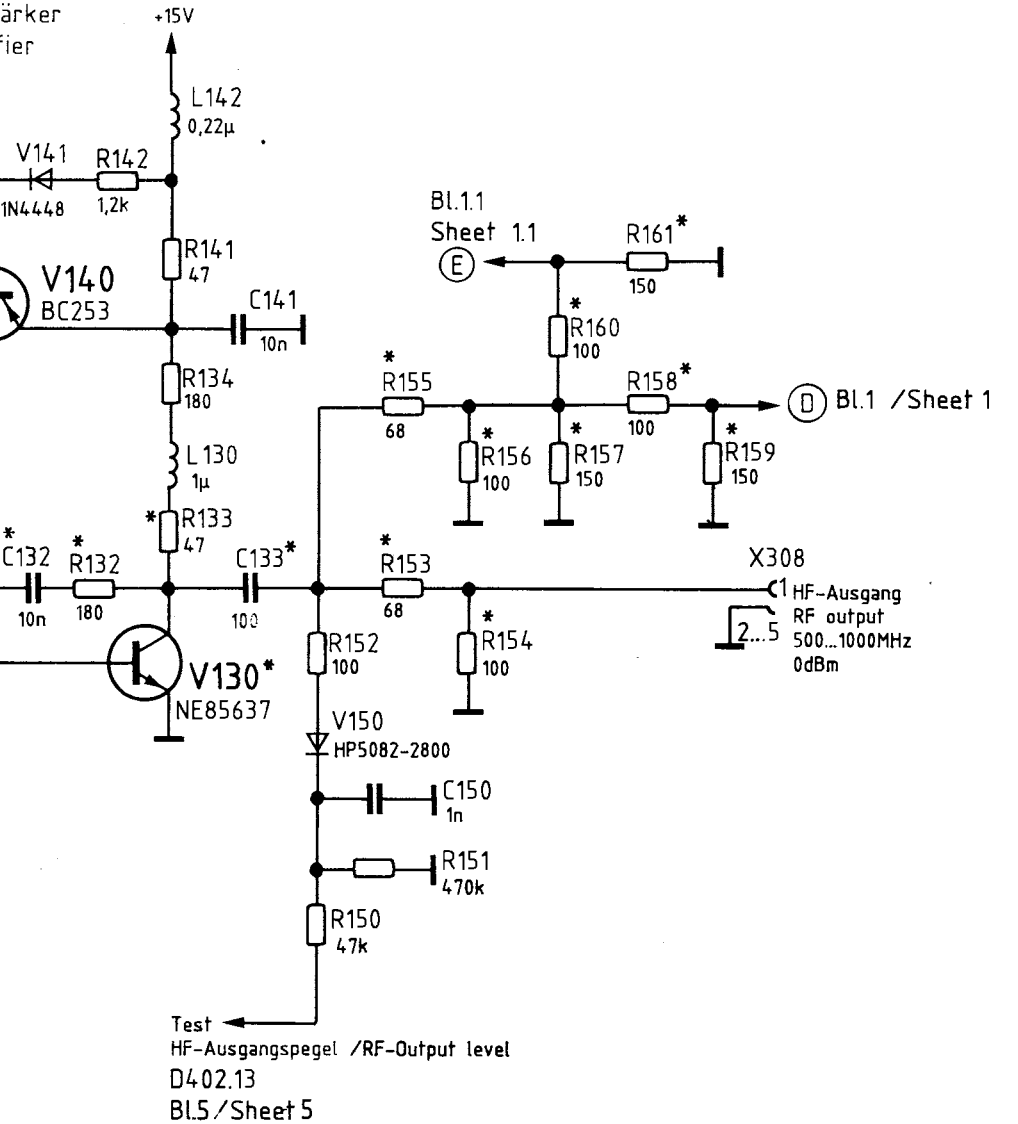 ärker
fier
+15V
L142
0,22µ
V141
R142
1N4448
1,2k
R141
47
V140
BC253
C141
10n
R134
180
L130
1µ
* R133
47
*
C132
10n
*
R132
180
C133*
100
V130*
NE85637
Bl.1.1
Sheet 1.1
E
R161*
150
*
R160
100
*
R155
68
R158*
100
D Bl.1 /Sheet 1
*
R156
100
*
R157
150
*
R159
150
*
R153
68
*
R154
100
X308
1 HF-Ausgang
RF output
2...5
500...1000MHz
0dBm
R152
100
V150
HP5082-2800
C150
1n
R151
470k
R150
47k
Test
HF-Ausgangspegel /RF-Output level
D402.13
Bl.5/Sheet 5